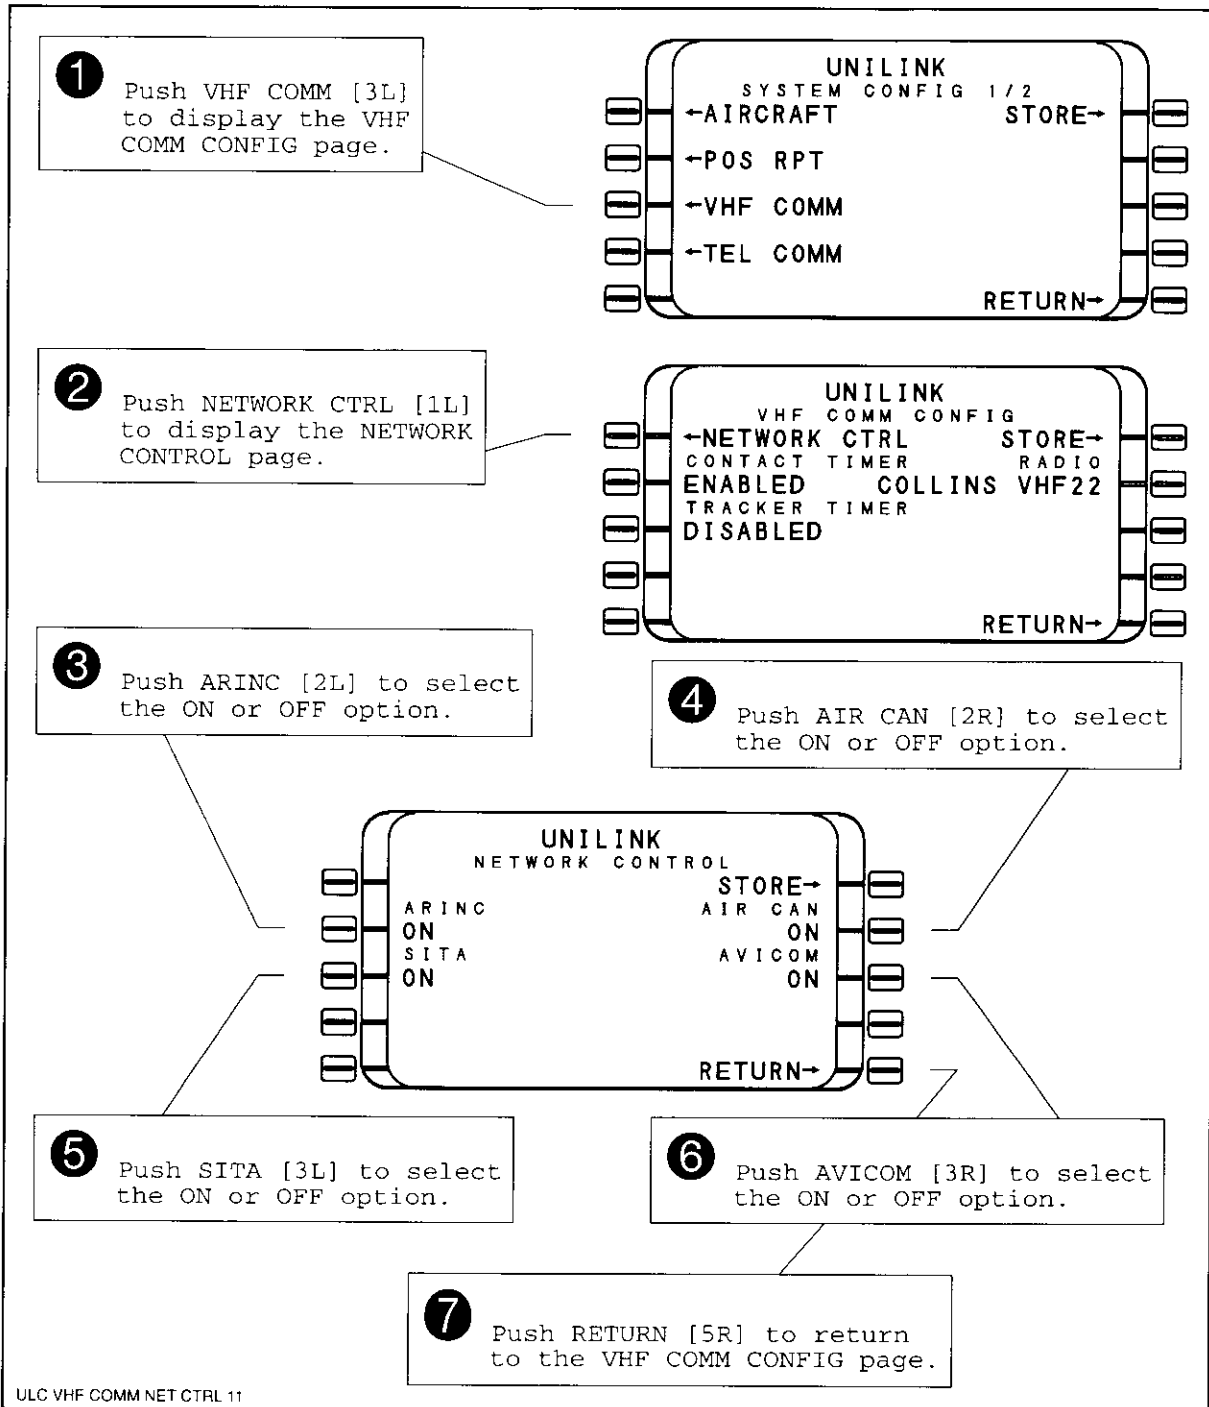 1
Push VHF COMM [3L]
to display the VHF
COMM CONFIG page.
UNILINK
SYSTEM CONFIG 1/2
←AIRCRAFT STORE→
←POS RPT
←VHF COMM
←TEL COMM
RETURN→
2
Push NETWORK CTRL [1L]
to display the NETWORK
CONTROL page.
UNILINK
VHF COMM CONFIG
←NETWORK CTRL STORE→
CONTACT TIMER RADIO
ENABLED COLLINS VHF22
TRACKER TIMER
DISABLED
RETURN→
3
Push ARINC [2L] to select
the ON or OFF option.
4
Push AIR CAN [2R] to select
the ON or OFF option.
UNILINK
NETWORK CONTROL
STORE→
ARINC AIR CAN
ON ON
SITA AVICOM
ON ON
RETURN→
5
Push SITA [3L] to select
the ON or OFF option.
6
Push AVICOM [3R] to select
the ON or OFF option.
7
Push RETURN [5R] to return
to the VHF COMM CONFIG page.
ULC VHF COMM NET CTRL 11